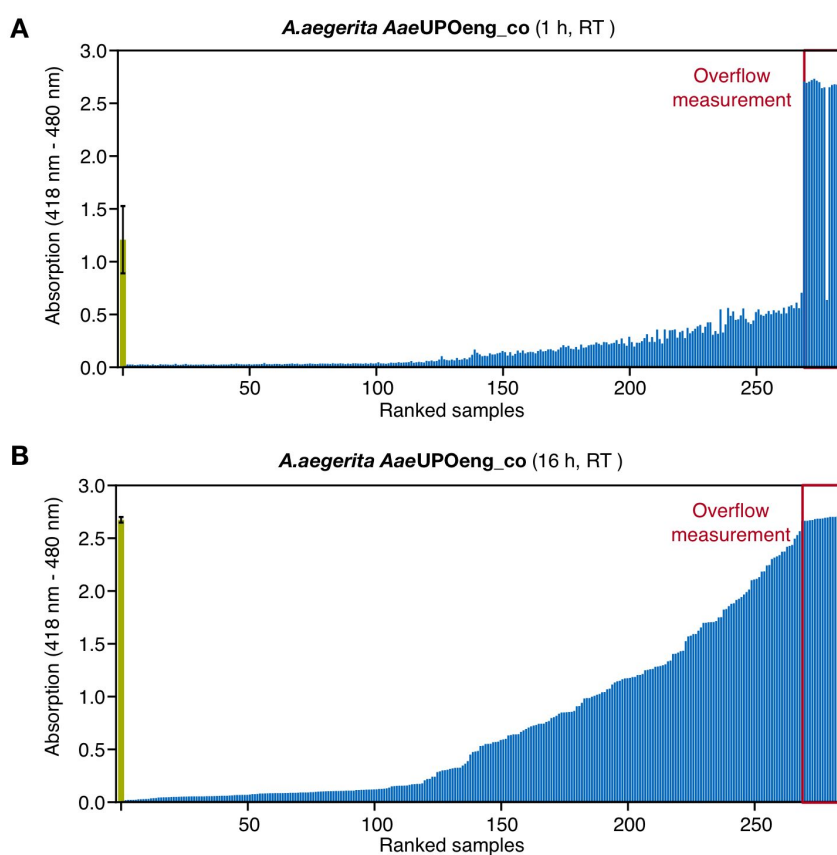 A
A.aegerita AaeUPOeng_co (1 h, RT )
3.0
2.5
2.0
1.5
1.0
0.5
0.0
Absorption (418 nm - 480 nm)
Overflow
measurement
50 100 150 200 250
Ranked samples
B
A.aegerita AaeUPOeng_co (16 h, RT )
3.0
2.5
2.0
1.5
1.0
0.5
0.0
Absorption (418 nm - 480 nm)
Overflow
measurement
50 100 150 200 250
Ranked samples